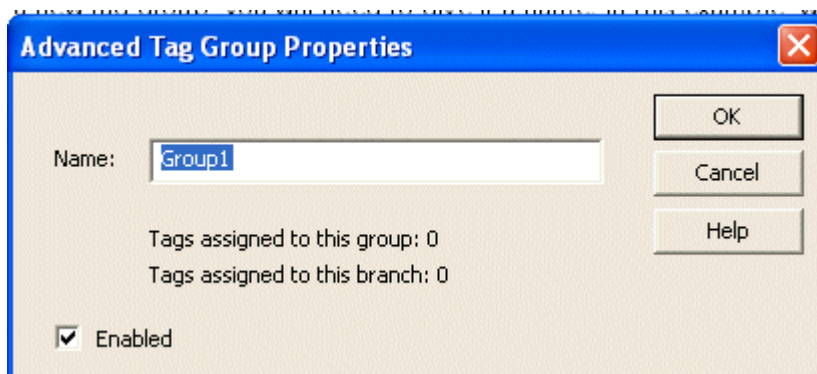 Advanced Tag Group Properties
OK
Name: Group1
Cancel
Tags assigned to this group: 0
Help
Tags assigned to this branch: 0
Enabled